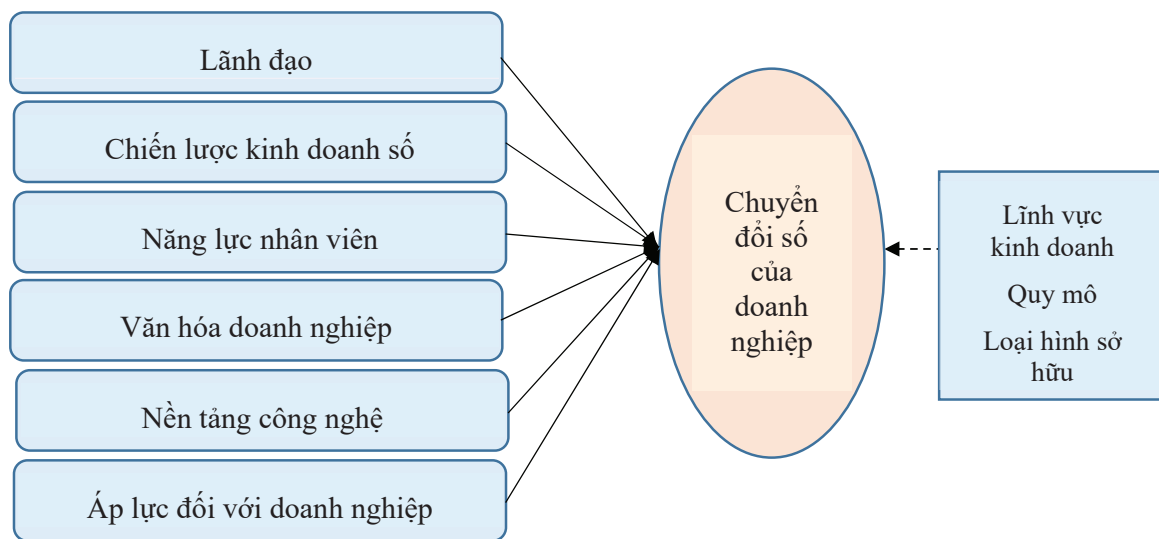 Lãnh đạo
Chiến lược kinh doanh số
Năng lực nhân viên
Văn hóa doanh nghiệp
Nền tảng công nghệ
Áp lực đối với doanh nghiệp
Chuyển
đổi số
của
doanh
nghiệp
Lĩnh vực
kinh doanh
Quy mô
Loại hình sở
hữu